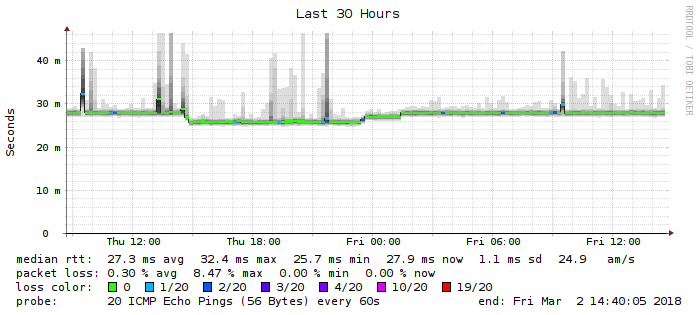 Last 30 Hours
RRDTOOL / TOBI OETIKER
Seconds
40 m
30 m
20 m
10 m
0
Thu 12:00 Thu 18:00 Fri 00:00 Fri 06:00 Fri 12:00
median rtt: 27.3 ms avg 32.4 ms max 25.7 ms min 27.9 ms now 1.1 ms sd 24.9 am/s
packet loss: 0.30 % avg 8.47 % max 0.00 % min 0.00 % now
loss color: 0 1/20 2/20 3/20 4/20 10/20 19/20
probe: 20 ICMP Echo Pings (56 Bytes) every 60s end: Fri Mar 2 14:40:05 2018